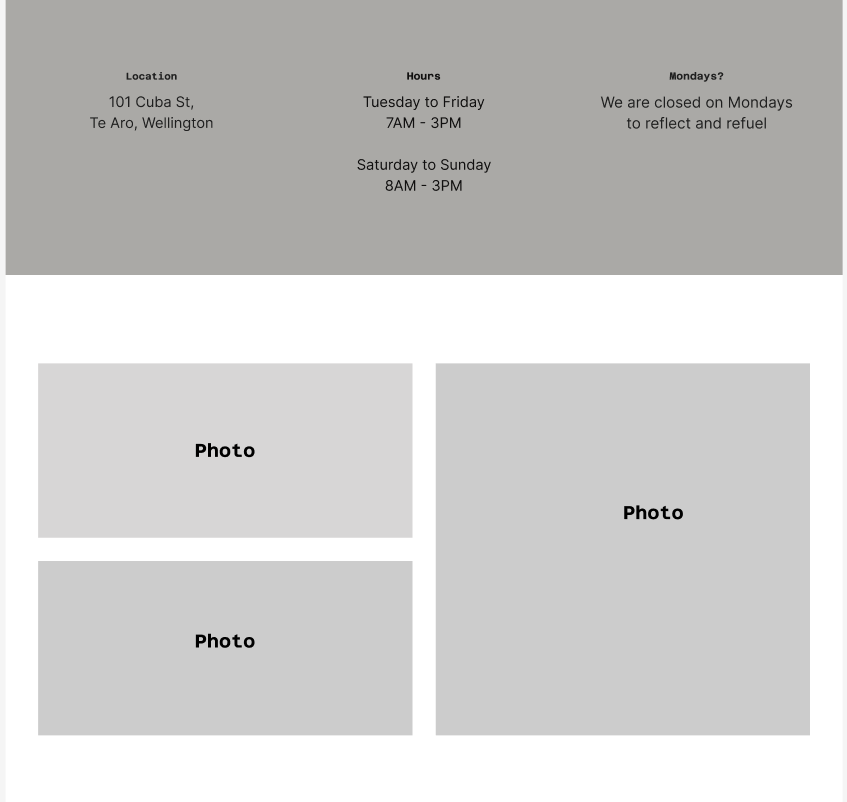 Location
101 Cuba St,
Te Aro, Wellington
Hours
Tuesday to Friday
7AM - 3PM
Saturday to Sunday
8AM - 3PM
Mondays?
We are closed on Mondays
to reflect and refuel
Photo
Photo
Photo